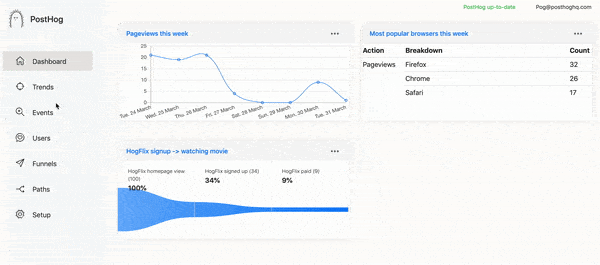 PostHog
PostHog up-to-date
Pog@posthoghq.com
Dashboard
Trends
Events
Users
Funnels
Paths
Setup
Pageviews this week
25
20
15
10
5
0
Tue. 24 March
Wed. 25 March
Thu. 26 March
Fri. 27 March
Sat. 28 March
Sun. 29 March
Mon. 30 March
Tue. 31 March
Most popular browsers this week
Action Breakdown Count
Pageviews Firefox 32
Chrome 26
Safari 17
HogFlix signup -> watching movie
HogFlix homepage view (100)
100%
HogFlix signed up (34)
34%
HogFlix paid (9)
9%